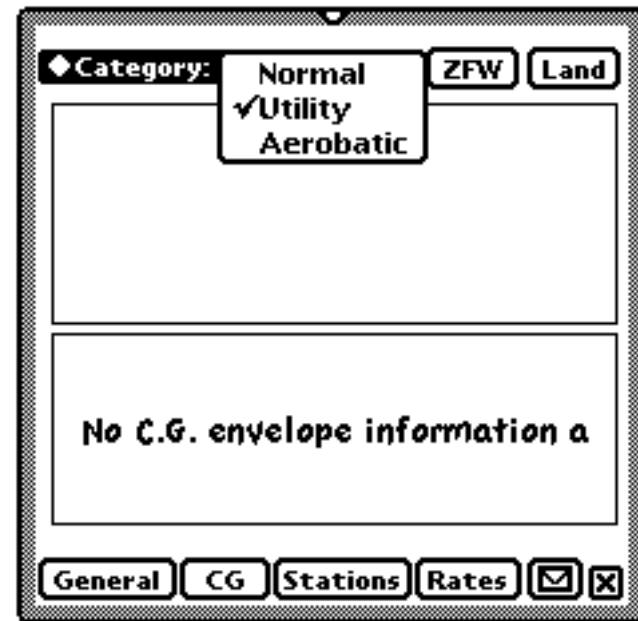 ◆Category:
Normal
✓Utility
Aerobatic
ZFW
Land
No C.G. envelope information a
General
CG
Stations
Rates